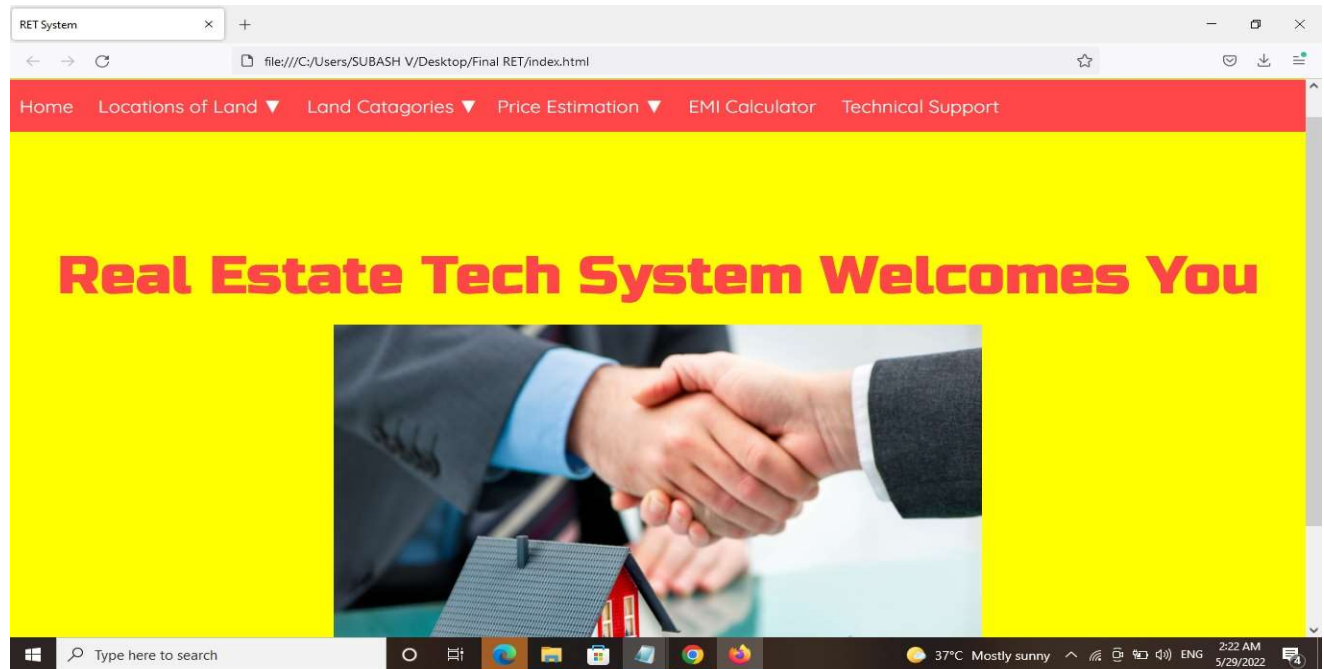 RET System
file:///C:/Users/SUBASH V/Desktop/Final RET/index.html
Home Locations of Land ▼ Land Catagories ▼ Price Estimation ▼ EMI Calculator Technical Support
Real Estate Tech System Welcomes You
Type here to search
37°C Mostly sunny
ENG
2:22 AM
5/29/2022
4